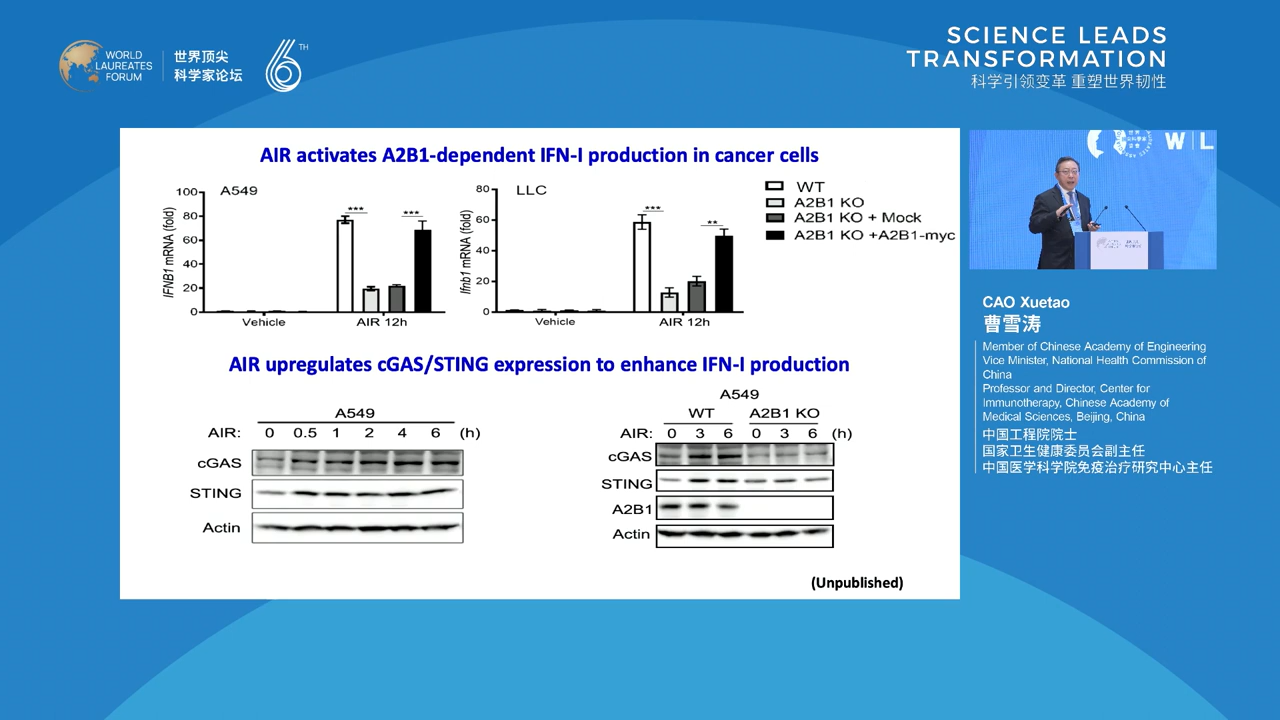 WORLD
LAUREATES
FORUM
世界顶尖
科学家论坛
6TH
SCIENCE LEADS
TRANSFORMATION
科学引领变革 重塑世界韧性
AIR activates A2B1-dependent IFN-I production in cancer cells
A549
IFNB1 mRNA (fold)
100
80
60
40
20
0
***
***
Vehicle
AIR 12h
LLC
Ifnb1 mRNA (fold)
80
60
40
20
0
***
**
Vehicle
AIR 12h
WT
A2B1 KO
A2B1 KO + Mock
A2B1 KO +A2B1-myc
AIR upregulates cGAS/STING expression to enhance IFN-I production
A549
AIR: 0 0.5 1 2 4 6 (h)
cGAS
STING
Actin
A549
WT A2B1 KO
AIR: 0 3 6 0 3 6 (h)
cGAS
STING
A2B1
Actin
(Unpublished)
W L
CAO Xuetao
曹雪涛
Member of Chinese Academy of Engineering
Vice Minister, National Health Commission of
China
Professor and Director, Center for
Immunotherapy, Chinese Academy of
Medical Sciences, Beijing, China
中国工程院院士
国家卫生健康委员会副主任
中国医学科学院免疫治疗研究中心主任